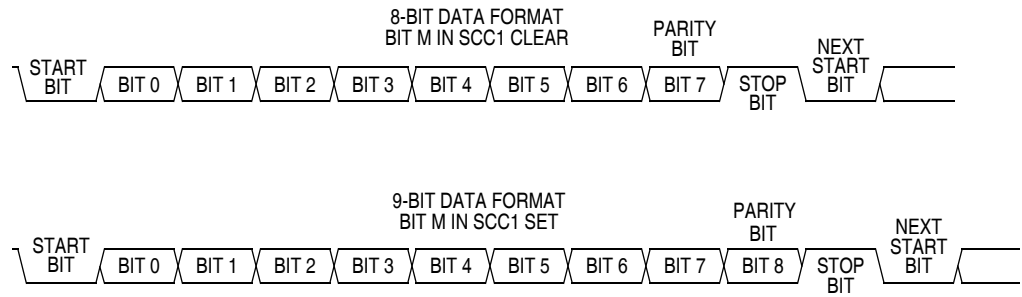 8-BIT DATA FORMAT
BIT M IN SCC1 CLEAR
PARITY
BIT
NEXT
START
BIT
START
BIT
BIT 0
BIT 1
BIT 2
BIT 3
BIT 4
BIT 5
BIT 6
BIT 7
STOP
BIT
9-BIT DATA FORMAT
BIT M IN SCC1 SET
PARITY
BIT
NEXT
START
BIT
START
BIT
BIT 0
BIT 1
BIT 2
BIT 3
BIT 4
BIT 5
BIT 6
BIT 7
BIT 8
STOP
BIT